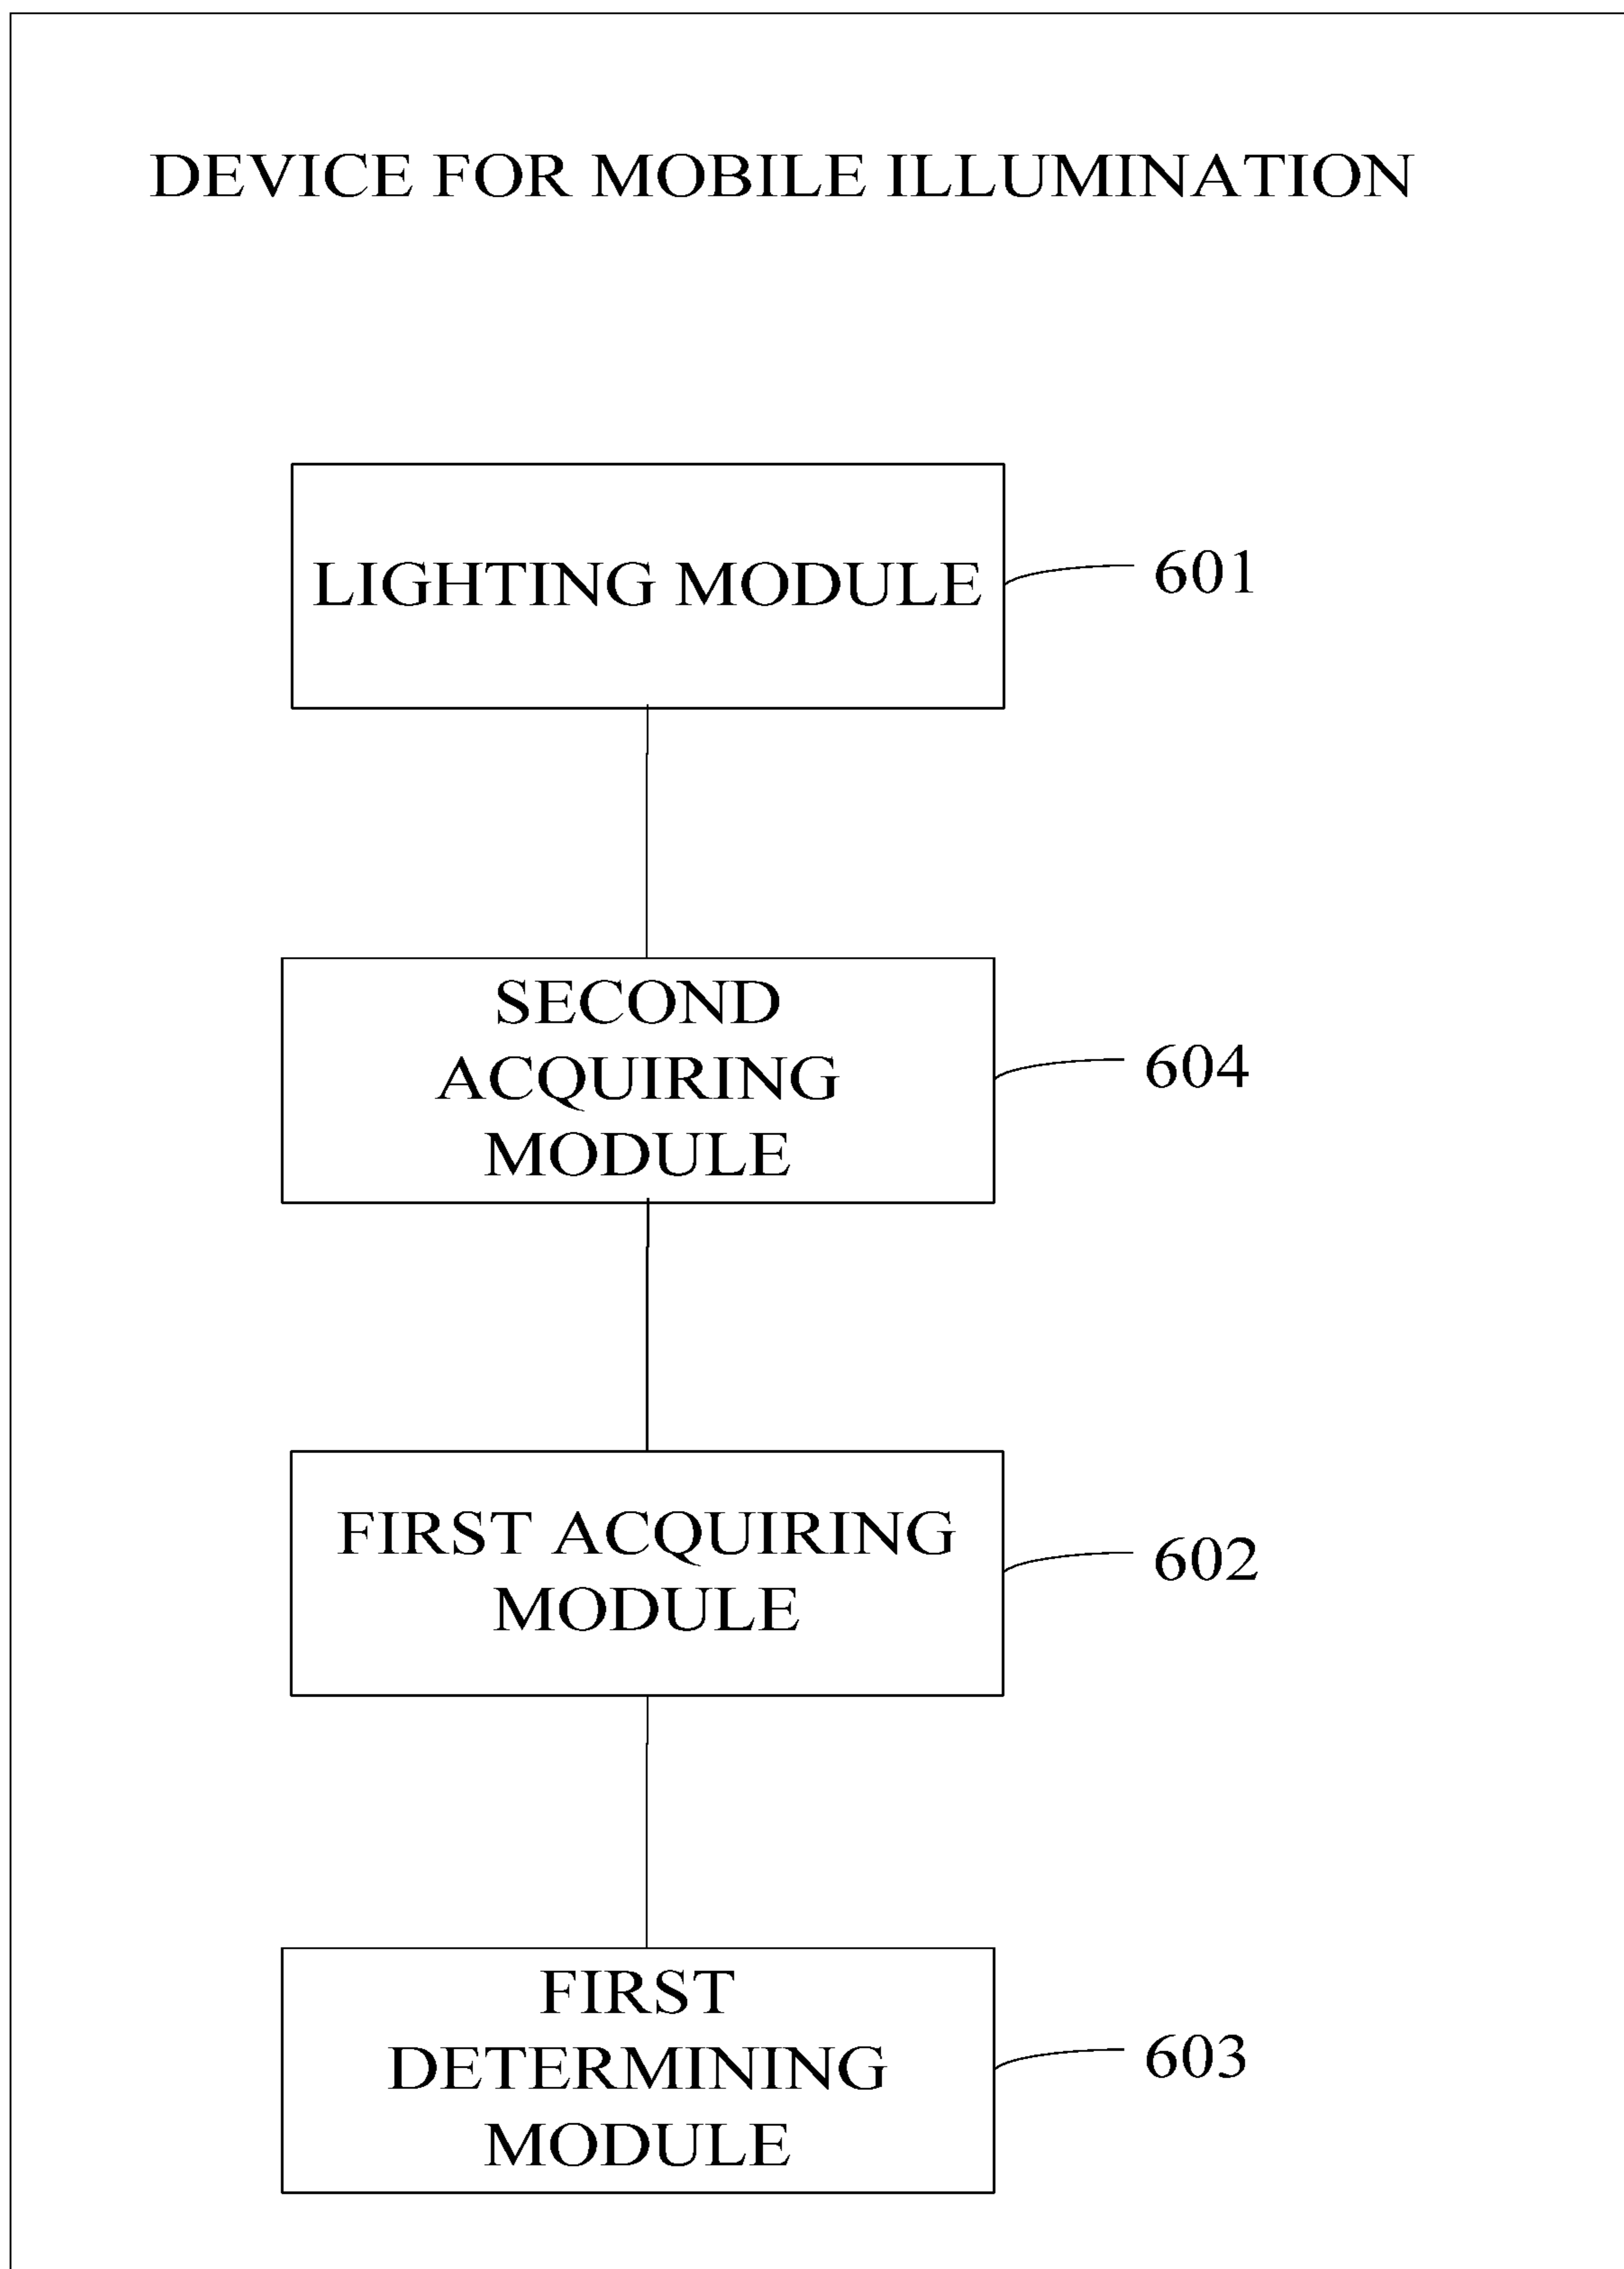 DEVICE FOR MOBILE ILLUMINATION
LIGHTING MODULE
601
SECOND
ACQUIRING
MODULE
604
FIRST ACQUIRING
MODULE
602
FIRST
DETERMINING
MODULE
603